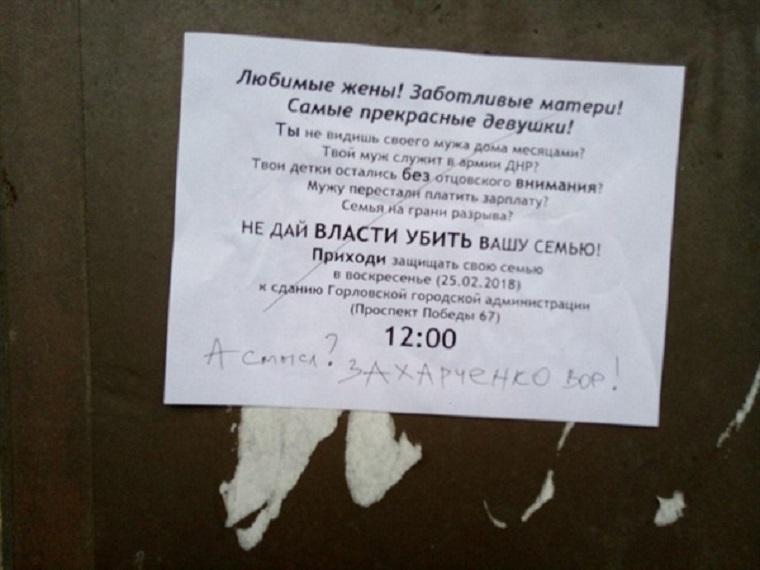 Любимые жены! Заботливые матери!
Самые прекрасные девушки!
Ты не видишь своего мужа дома месяцами?
Твой муж служит в армии ДНР?
Твои детки остались без отцовского внимания?
Мужу перестали платить зарплату?
Семья на грани разрыва?
НЕ ДАЙ ВЛАСТИ УБИТЬ ВАШУ СЕМЬЮ!
Приходи защищать свою семью
в воскресенье (25.02.2018)
к сданию Горловской городской администрации
(Проспект Победы 67)
12:00
А смысл? ЗАХАРЧЕНКО ВОР!